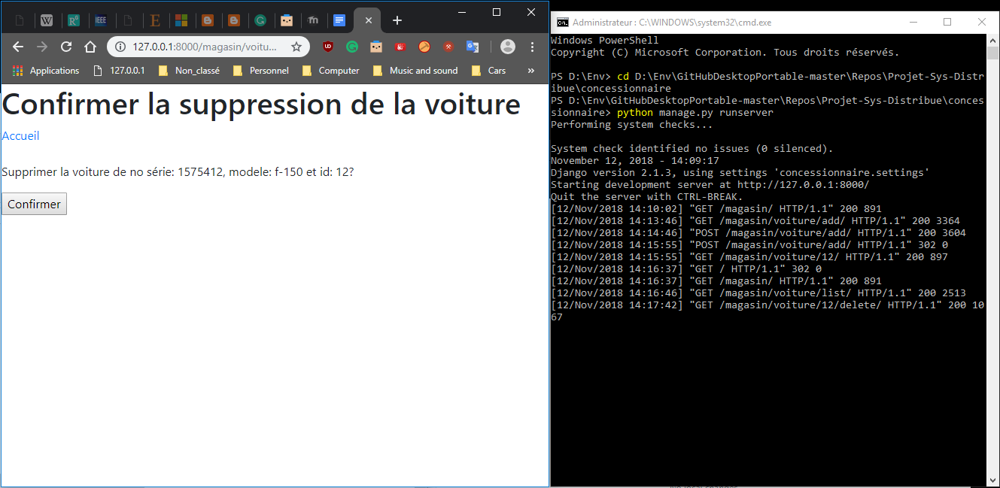 W
R
IEEE
E
m
127.0.0.1:8000/magasin/voitu...
Applications
127.0.0.1
Non_classé
Personnel
Computer
Music and sound
Cars
»
Confirmer la suppression de la voiture
Accueil
Supprimer la voiture de no série: 1575412, modele: f-150 et id: 12?
Confirmer
Administrateur : C:\WINDOWS\system32\cmd.exe
Windows PowerShell
Copyright (C) Microsoft Corporation. Tous droits réservés.
PS D:\Env> cd D:\Env\GitHubDesktopPortable-master\Repos\Projet-Sys-Distr
ibue\concessionnaire
PS D:\Env\GitHubDesktopPortable-master\Repos\Projet-Sys-Distribue\conces
sionnaire> python manage.py runserver
Performing system checks...
System check identified no issues (0 silenced).
November 12, 2018 - 14:09:17
Django version 2.1.3, using settings 'concessionnaire.settings'
Starting development server at http://127.0.0.1:8000/
Quit the server with CTRL-BREAK.
[12/Nov/2018 14:10:02] "GET /magasin/ HTTP/1.1" 200 891
[12/Nov/2018 14:13:46] "GET /magasin/voiture/add/ HTTP/1.1" 200 3364
[12/Nov/2018 14:14:46] "POST /magasin/voiture/add/ HTTP/1.1" 200 3604
[12/Nov/2018 14:15:55] "POST /magasin/voiture/add/ HTTP/1.1" 302 0
[12/Nov/2018 14:15:55] "GET /magasin/voiture/12/ HTTP/1.1" 200 897
[12/Nov/2018 14:16:37] "GET / HTTP/1.1" 302 0
[12/Nov/2018 14:16:37] "GET /magasin/ HTTP/1.1" 200 891
[12/Nov/2018 14:16:46] "GET /magasin/voiture/list/ HTTP/1.1" 200 2513
[12/Nov/2018 14:17:42] "GET /magasin/voiture/12/delete/ HTTP/1.1" 200 10
67